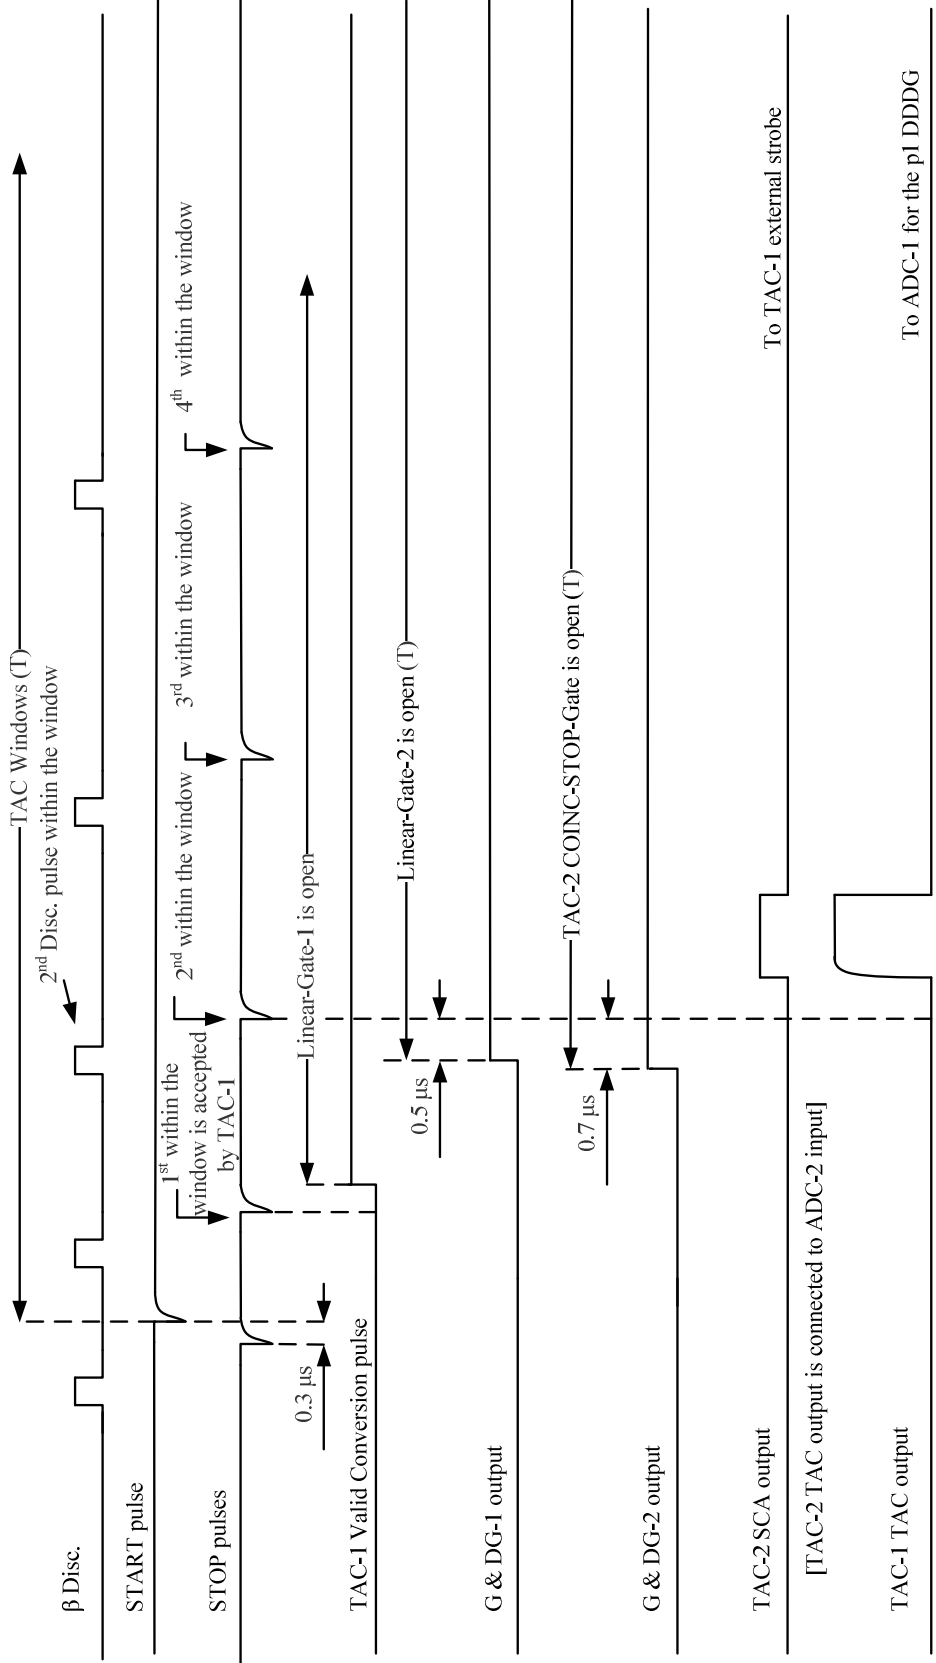 TAC Windows (T)
2nd Disc. pulse within the window
β Disc.
START pulse
1st within the
window is accepted
by TAC-1
2nd within the window
3rd within the window
4th within the window
STOP pulses
0.3 μs
Linear-Gate-1 is open
TAC-1 Valid Conversion pulse
Linear-Gate-2 is open (T)
0.5 μs
G & DG-1 output
TAC-2 COINC-STOP-Gate is open (T)
0.7 μs
G & DG-2 output
TAC-2 SCA output
To TAC-1 external strobe
[TAC-2 TAC output is connected to ADC-2 input]
TAC-1 TAC output
To ADC-1 for the p1 DDDG